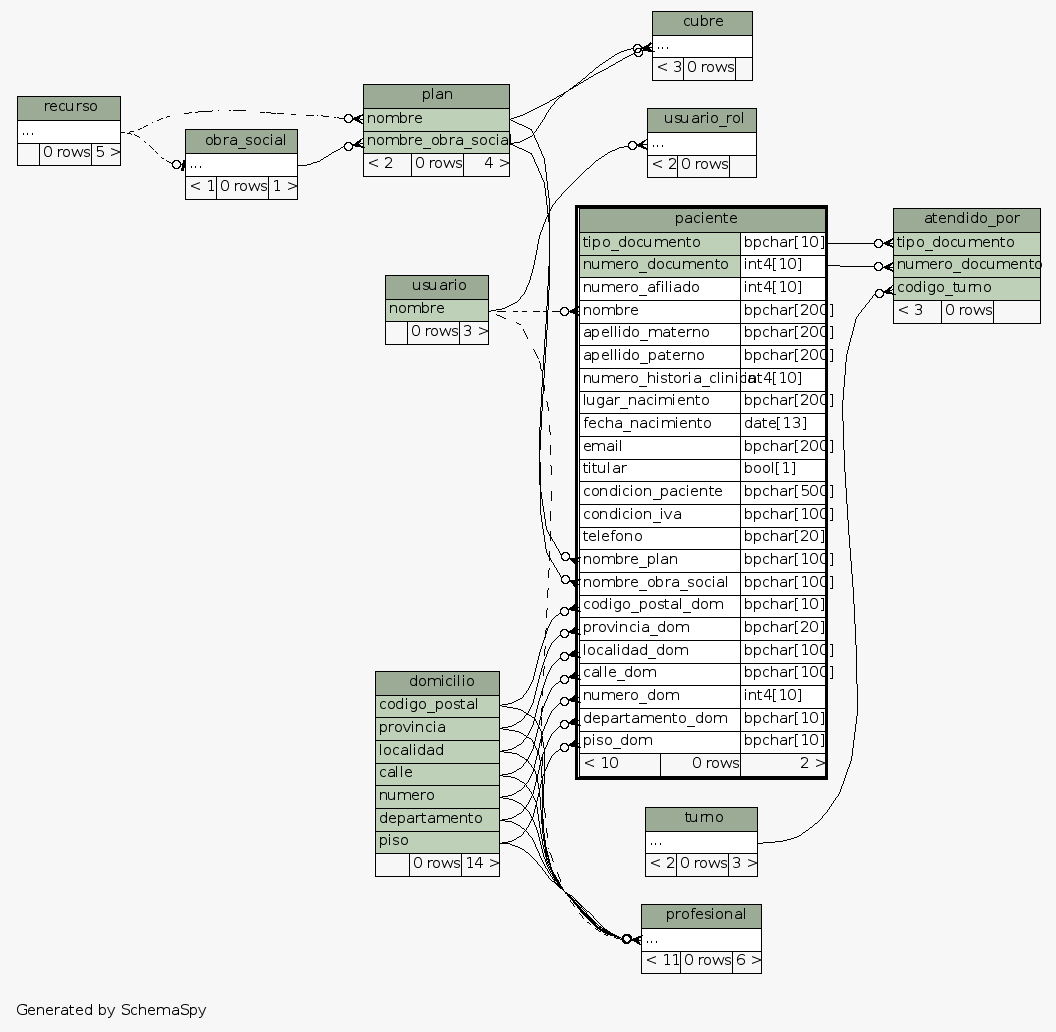 cubre
...
< 3 0 rows
recurso
...
0 rows 5 >
plan
nombre
nombre_obra_social
< 2 0 rows 4 >
obra_social
...
< 1 0 rows 1 >
usuario_rol
...
< 2 0 rows
usuario
nombre
0 rows 3 >
paciente
tipo_documento bpchar[10]
numero_documento int4[10]
numero_afiliado int4[10]
nombre bpchar[200]
apellido_materno bpchar[200]
apellido_paterno bpchar[200]
numero_historia_clinica int4[10]
lugar_nacimiento bpchar[200]
fecha_nacimiento date[13]
email bpchar[200]
titular bool[1]
condicion_paciente bpchar[500]
condicion_iva bpchar[100]
telefono bpchar[20]
nombre_plan bpchar[100]
nombre_obra_social bpchar[100]
codigo_postal_dom bpchar[10]
provincia_dom bpchar[20]
localidad_dom bpchar[100]
calle_dom bpchar[100]
numero_dom int4[10]
departamento_dom bpchar[10]
piso_dom bpchar[10]
< 10 0 rows 2 >
atendido_por
tipo_documento
numero_documento
codigo_turno
< 3 0 rows
domicilio
codigo_postal
provincia
localidad
calle
numero
departamento
piso
0 rows 14 >
turno
...
< 2 0 rows 3 >
profesional
...
< 11 0 rows 6 >
Generated by SchemaSpy